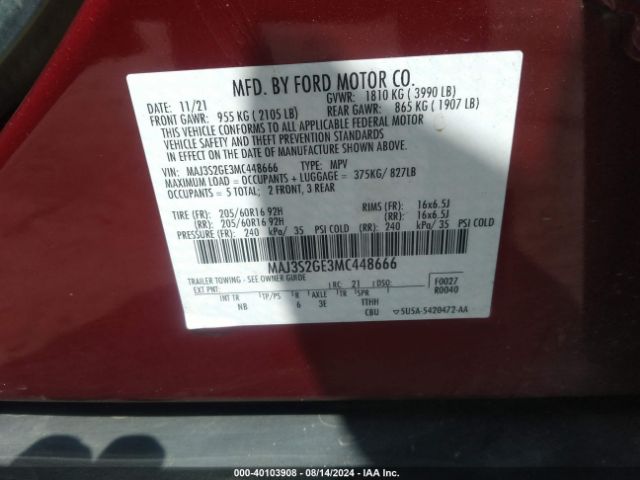 MFD. BY FORD MOTOR CO.
DATE: 11/21 GVWR: 1810 KG ( 3990 LB)
FRONT GAWR: 955 KG ( 2105 LB) REAR GAWR: 865 KG ( 1907 LB)
THIS VEHICLE CONFORMS TO ALL APPLICABLE FEDERAL MOTOR
VEHICLE SAFETY AND THEFT PREVENTION STANDARDS
IN EFFECT ON THE DATE OF MANUFACTURE SHOWN ABOVE.
VIN: MAJ3S2GE3MC448666 TYPE: MPV
MAXIMUM LOAD = OCCUPANTS + LUGGAGE = 375KG/ 827LB
OCCUPANTS = 5 TOTAL; 2 FRONT, 3 REAR
TIRE (FR): 205/60R16 92H RIMS (FR): 16x6.5J
(RR): 205/60R16 92H (RR): 16x6.5J
PRESSURE (FR): 240 kPa/ 35 PSI COLD (RR): 240 kPa/ 35 PSI COLD
MAJ3S2GE3MC448666
TRAILER TOWING - SEE OWNER GUIDE
EXT PNT: RC: 21 DSO: F0027
R0040
INT TR TP/PS R AXLE TR SPR
NB 6 3E 1THH
CBU 5U5A-5420472-AA
000-40103908 - 08/14/2024 - IAA Inc.